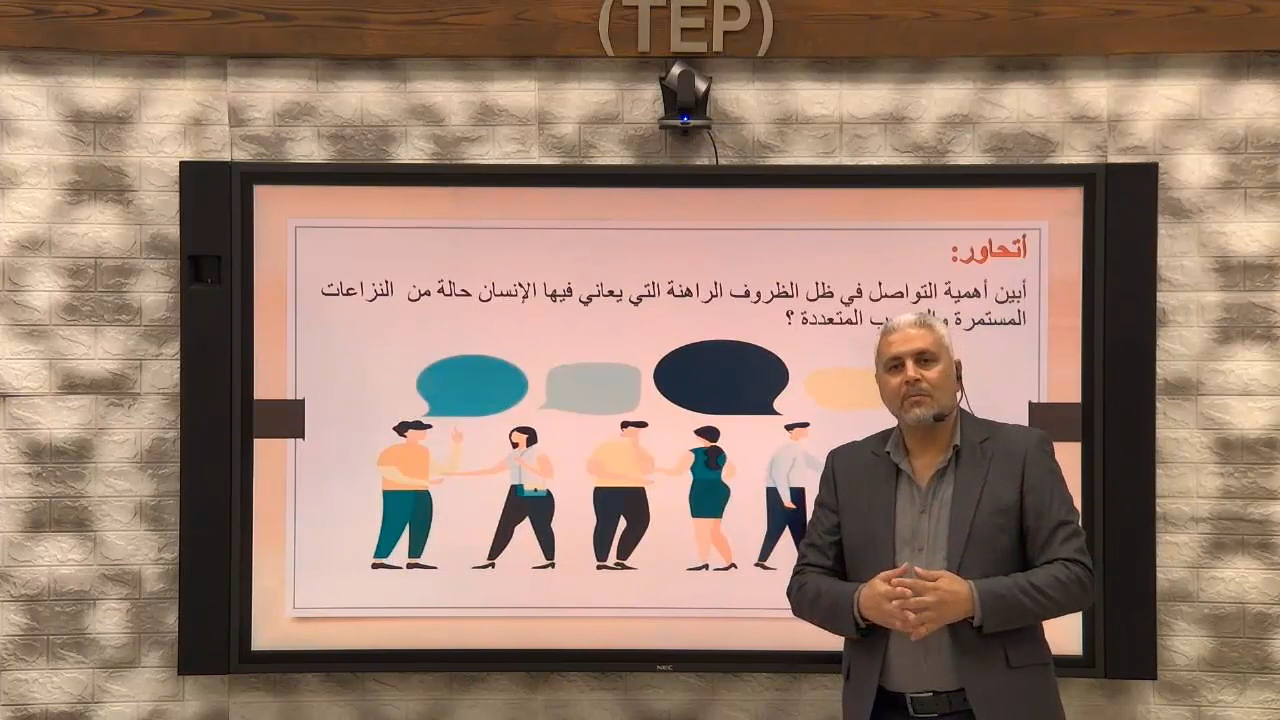 (TEP)
أتحاور:
أبين أهمية التواصل في ظل الظروف الراهنة التي يعاني فيها الإنسان حالة من النزاعات
المستمرة المتعددة ؟
NEC